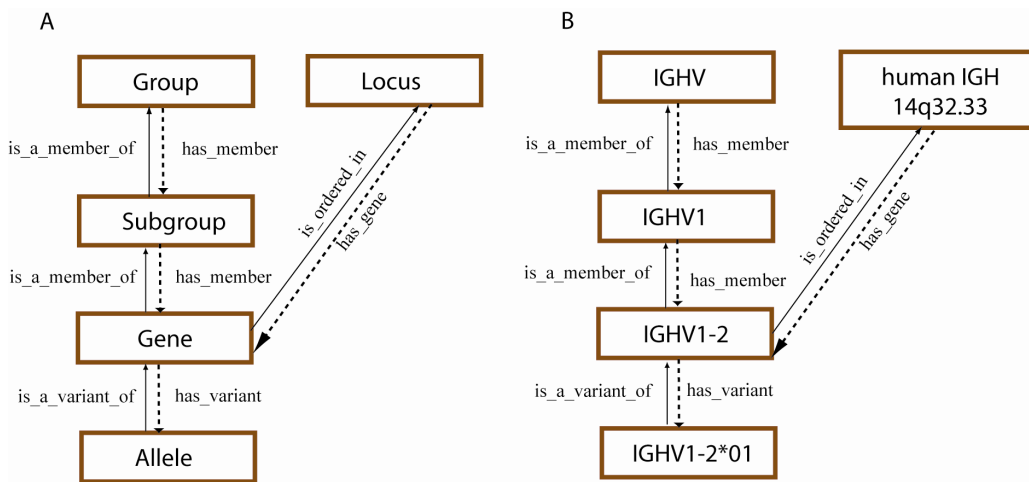 A
Group
Locus
is_a_member_of
has_member
Subgroup
is_ordered_in
has_gene
is_a_member_of
has_member
Gene
is_a_variant_of
has_variant
Allele
B
IGHV
human IGH
14q32.33
is_a_member_of
has_member
IGHV1
is_ordered_in
has_gene
is_a_member_of
has_member
IGHV1-2
is_a_variant_of
has_variant
IGHV1-2*01